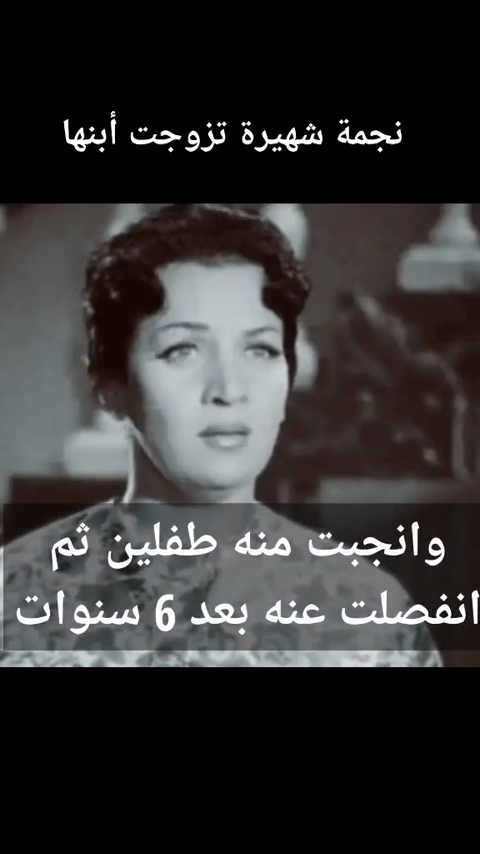 نجمة شهيرة تزوجت أبنها
وانجبت منه طفلين ثم
انفصلت عنه بعد 6 سنوات